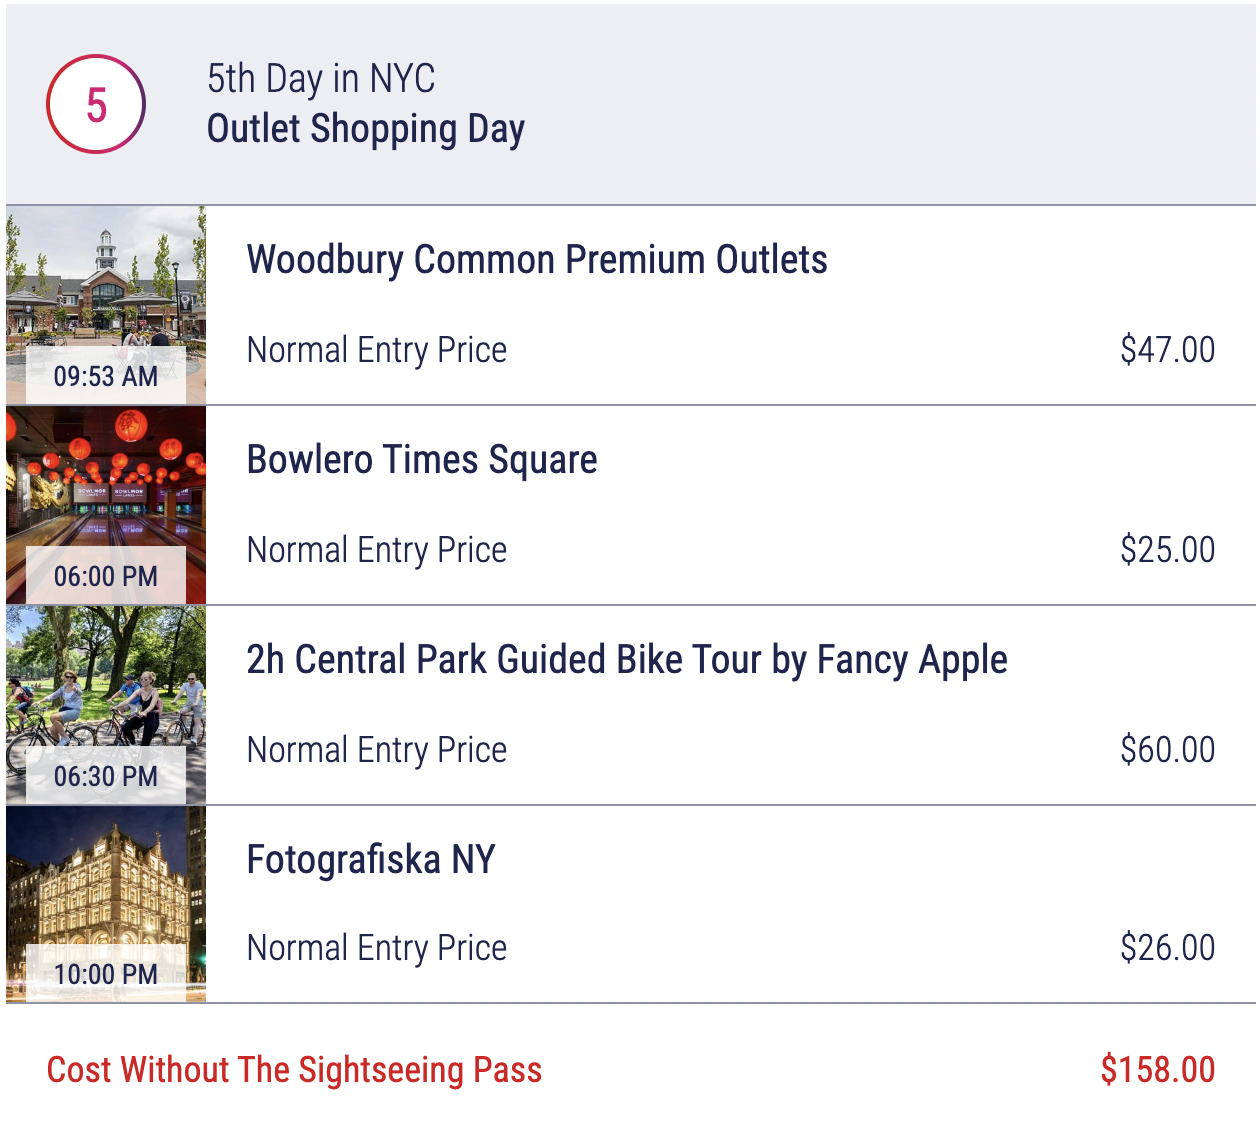 5
5th Day in NYC
Outlet Shopping Day
Woodbury Common Premium Outlets
Normal Entry Price $47.00
09:53 AM
Bowlero Times Square
Normal Entry Price $25.00
06:00 PM
2h Central Park Guided Bike Tour by Fancy Apple
Normal Entry Price $60.00
06:30 PM
Fotografiska NY
Normal Entry Price $26.00
10:00 PM
Cost Without The Sightseeing Pass $158.00